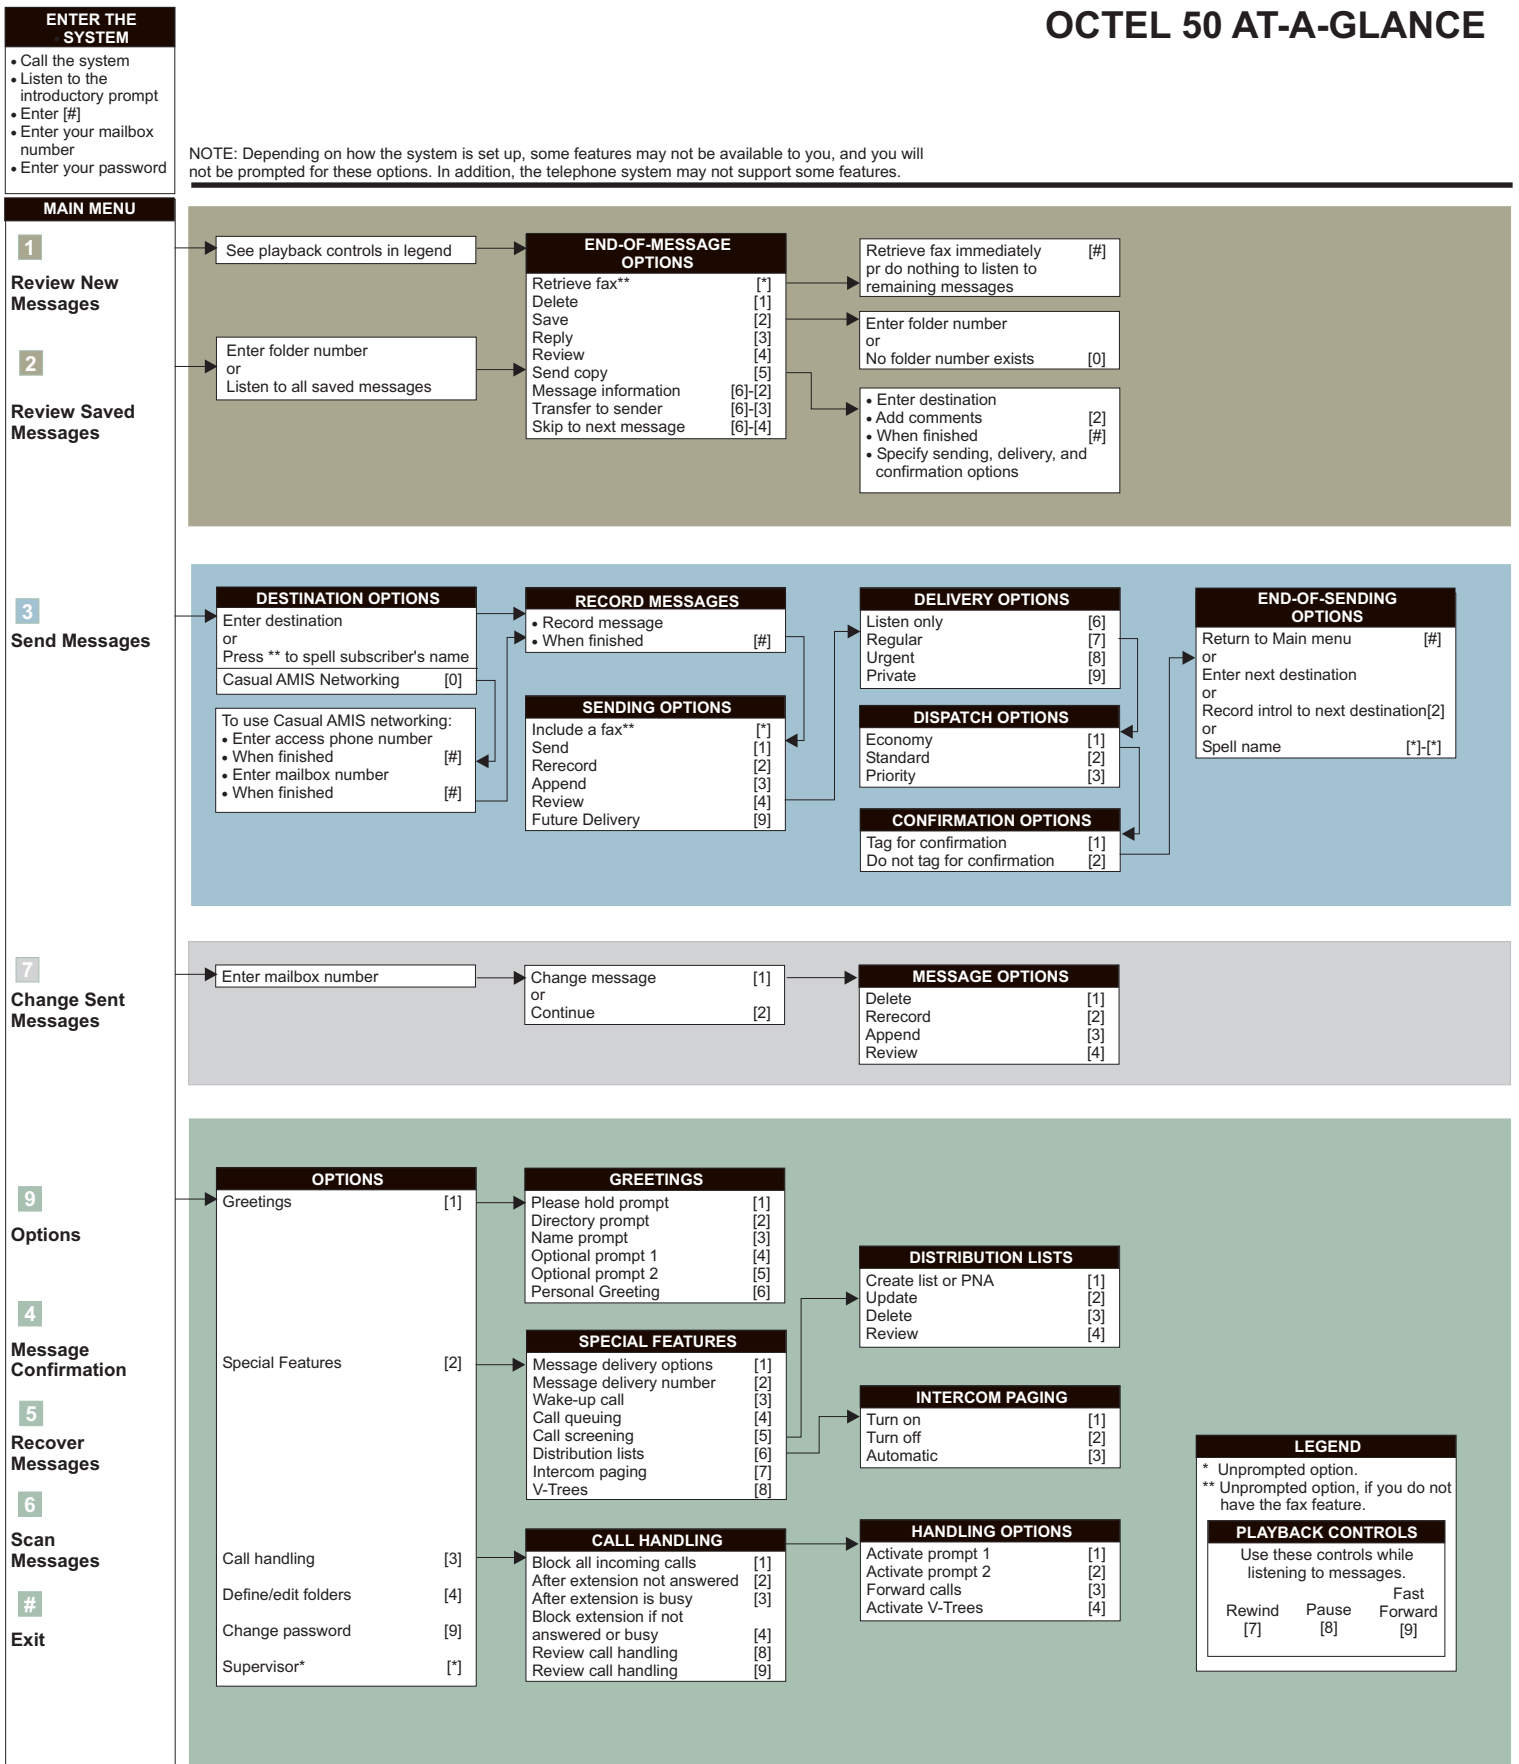 ENTER THE
SYSTEM
• Call the system
• Listen to the
introductory prompt
• Enter [#]
• Enter your mailbox
number
• Enter your password
OCTEL 50 AT-A-GLANCE
NOTE: Depending on how the system is set up, some features may not be available to you, and you will
not be prompted for these options. In addition, the telephone system may not support some features.
MAIN MENU
1
Review New
Messages
2
Review Saved
Messages
See playback controls in legend
Enter folder number
or
Listen to all saved messages
END-OF-MESSAGE
OPTIONS
Retrieve fax** [*]
Delete [1]
Save [2]
Reply [3]
Review [4]
Send copy [5]
Message information [6]-[2]
Transfer to sender [6]-[3]
Skip to next message [6]-[4]
Retrieve fax immediately [#]
pr do nothing to listen to
remaining messages
Enter folder number
or
No folder number exists [0]
• Enter destination
• Add comments [2]
• When finished [#]
• Specify sending, delivery, and
confirmation options
3
Send Messages
DESTINATION OPTIONS
Enter destination
or
Press ** to spell subscriber's name
Casual AMIS Networking [0]
To use Casual AMIS networking:
• Enter access phone number
• When finished [#]
• Enter mailbox number
• When finished [#]
RECORD MESSAGES
• Record message
• When finished [#]
SENDING OPTIONS
Include a fax** [*]
Send [1]
Rerecord [2]
Append [3]
Review [4]
Future Delivery [9]
DELIVERY OPTIONS
Listen only [6]
Regular [7]
Urgent [8]
Private [9]
DISPATCH OPTIONS
Economy [1]
Standard [2]
Priority [3]
CONFIRMATION OPTIONS
Tag for confirmation [1]
Do not tag for confirmation [2]
END-OF-SENDING
OPTIONS
Return to Main menu [#]
or
Enter next destination
or
Record introl to next destination[2]
or
Spell name [*]-[*]
7
Change Sent
Messages
Enter mailbox number
Change message [1]
or
Continue [2]
MESSAGE OPTIONS
Delete [1]
Rerecord [2]
Append [3]
Review [4]
9
Options
4
Message
Confirmation
5
Recover
Messages
6
Scan
Messages
#
Exit
OPTIONS
Greetings [1]
Special Features [2]
Call handling [3]
Define/edit folders [4]
Change password [9]
Supervisor* [*]
GREETINGS
Please hold prompt [1]
Directory prompt [2]
Name prompt [3]
Optional prompt 1 [4]
Optional prompt 2 [5]
Personal Greeting [6]
SPECIAL FEATURES
Message delivery options [1]
Message delivery number [2]
Wake-up call [3]
Call queuing [4]
Call screening [5]
Distribution lists [6]
Intercom paging [7]
V-Trees [8]
CALL HANDLING
Block all incoming calls [1]
After extension not answered [2]
After extension is busy [3]
Block extension if not
answered or busy [4]
Review call handling [8]
Review call handling [9]
DISTRIBUTION LISTS
Create list or PNA [1]
Update [2]
Delete [3]
Review [4]
INTERCOM PAGING
Turn on [1]
Turn off [2]
Automatic [3]
HANDLING OPTIONS
Activate prompt 1 [1]
Activate prompt 2 [2]
Forward calls [3]
Activate V-Trees [4]
LEGEND
* Unprompted option.
** Unprompted option, if you do not
have the fax feature.
PLAYBACK CONTROLS
Use these controls while
listening to messages.
Rewind Pause Fast Forward
[7] [8] [9]